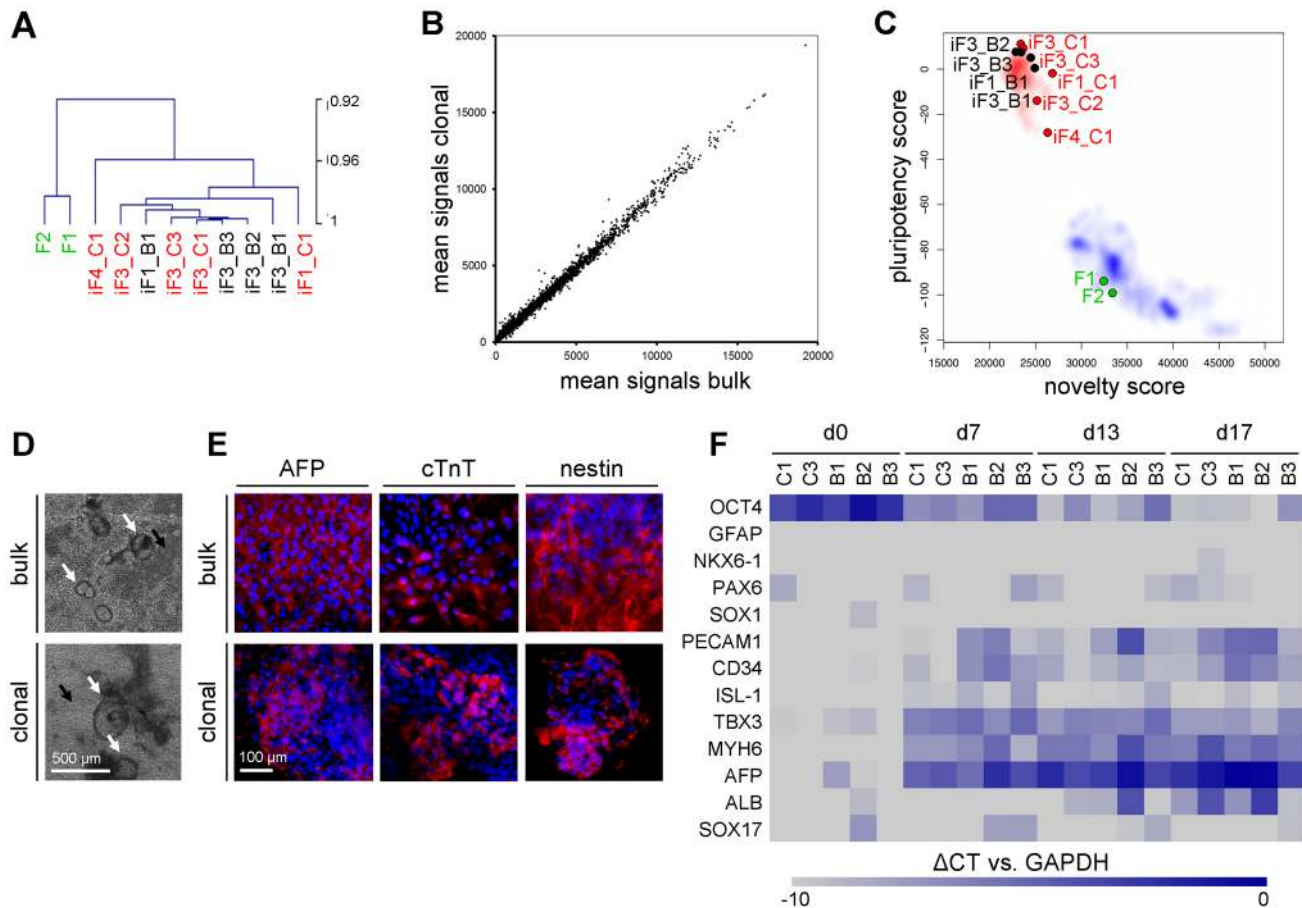 A
0.92
0.96
1
F2
F1
iF4_C1
iF3_C2
iF1_B1
iF3_C3
iF3_C1
iF3_B3
iF3_B2
iF3_B1
iF1_C1
B
mean signals clonal
20000
15000
10000
5000
0
0 5000 10000 15000 20000
mean signals bulk
C
pluripotency score
0
-20
-40
-60
-80
-100
-120
iF3_B2 iF3_C1
iF3_B3 iF3_C3
iF1_B1 iF1_C1
iF3_B1 iF3_C2
iF4_C1
F1
F2
15000 20000 25000 30000 35000 40000 45000 50000
novelty score
D
bulk
clonal
500 µm
E
AFP cTnT nestin
bulk
clonal
100 µm
F
d0 d7 d13 d17
C1 C3 B1 B2 B3 C1 C3 B1 B2 B3 C1 C3 B1 B2 B3 C1 C3 B1 B2 B3
OCT4
GFAP
NKX6-1
PAX6
SOX1
PECAM1
CD34
ISL-1
TBX3
MYH6
AFP
ALB
SOX17
ΔCT vs. GAPDH
-10 0